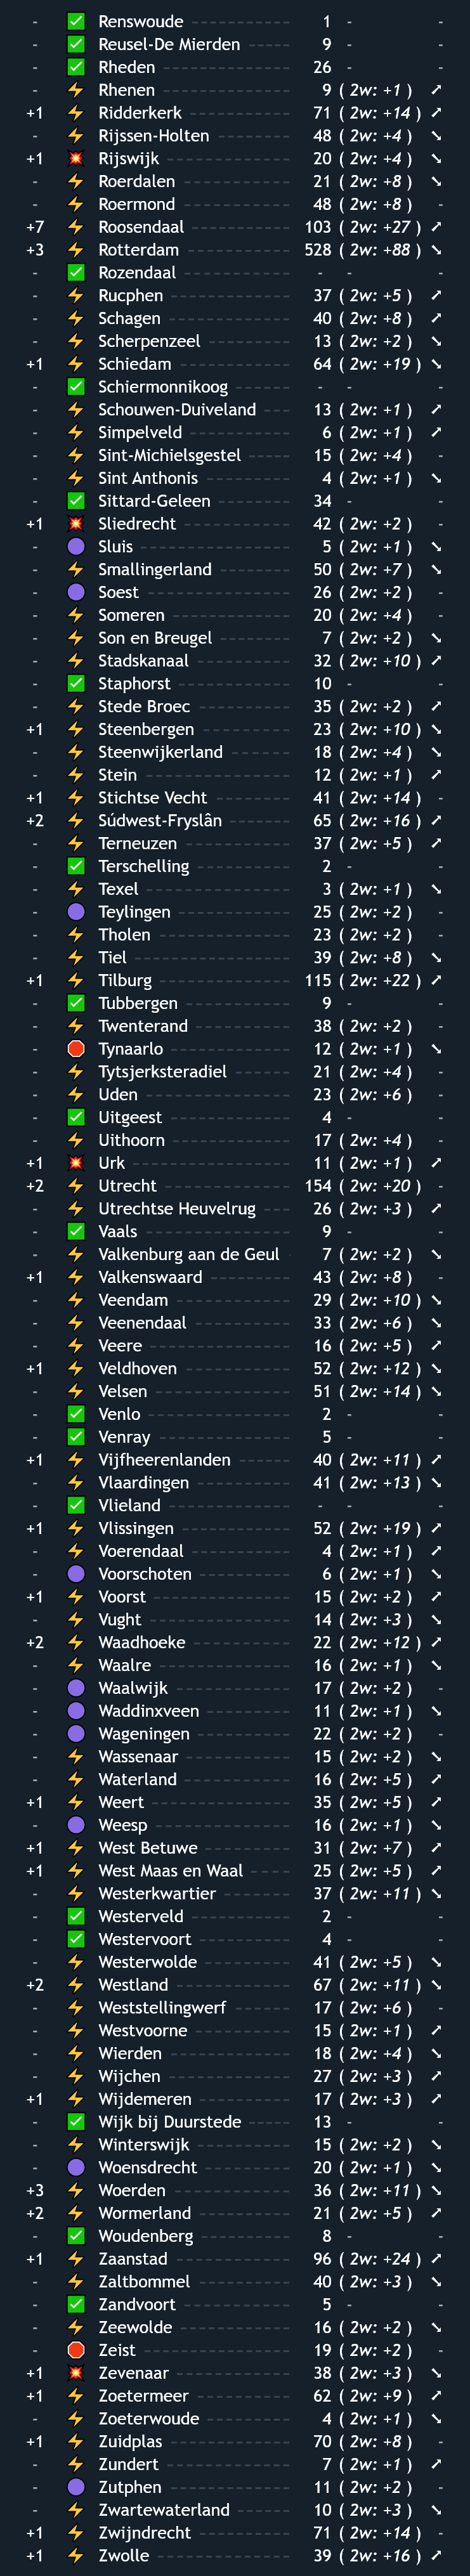 - ✅ Renswoude 1 - -
- ✅ Reusel-De Mierden 9 - -
- ✅ Rheden 26 - -
- ⚡ Rhenen 9 ( 2w: +1 ) ↗
+1 ⚡ Ridderkerk 71 ( 2w: +14 ) ↗
- ⚡ Rijssen-Holten 48 ( 2w: +4 ) ↘
+1 💥 Rijswijk 20 ( 2w: +4 ) ↘
- ⚡ Roerdalen 21 ( 2w: +8 ) ↘
- ⚡ Roermond 48 ( 2w: +8 ) -
+7 ⚡ Roosendaal 103 ( 2w: +27 ) ↗
+3 ⚡ Rotterdam 528 ( 2w: +88 ) ↘
- ✅ Rozendaal - - -
- ⚡ Rucphen 37 ( 2w: +5 ) ↗
- ⚡ Schagen 40 ( 2w: +8 ) ↗
- ⚡ Scherpenzeel 13 ( 2w: +2 ) ↘
+1 ⚡ Schiedam 64 ( 2w: +19 ) ↘
- ✅ Schiermonnikoog - - -
- ⚡ Schouwen-Duiveland 13 ( 2w: +1 ) ↗
- ⚡ Simpelveld 6 ( 2w: +1 ) ↗
- ⚡ Sint-Michielsgestel 15 ( 2w: +4 ) -
- ⚡ Sint Anthonis 4 ( 2w: +1 ) ↘
- ✅ Sittard-Geleen 34 - -
+1 💥 Sliedrecht 42 ( 2w: +2 ) -
- 🟣 Sluis 5 ( 2w: +1 ) ↘
- ⚡ Smallingerland 50 ( 2w: +7 ) ↘
- 🟣 Soest 26 ( 2w: +2 ) -
- ⚡ Someren 20 ( 2w: +4 ) -
- ⚡ Son en Breugel 7 ( 2w: +2 ) ↘
- ⚡ Stadskanaal 32 ( 2w: +10 ) ↗
- ✅ Staphorst 10 - -
- ⚡ Stede Broec 35 ( 2w: +2 ) ↗
+1 ⚡ Steenbergen 23 ( 2w: +10 ) ↘
- ⚡ Steenwijkerland 18 ( 2w: +4 ) ↘
- ⚡ Stein 12 ( 2w: +1 ) ↗
+1 ⚡ Stichtse Vecht 41 ( 2w: +14 ) -
+2 ⚡ Súdwest-Fryslân 65 ( 2w: +16 ) ↗
- ⚡ Terneuzen 37 ( 2w: +5 ) ↗
- ✅ Terschelling 2 - -
- ⚡ Texel 3 ( 2w: +1 ) ↘
- 🟣 Teylingen 25 ( 2w: +2 ) -
- ⚡ Tholen 23 ( 2w: +2 ) -
- ⚡ Tiel 39 ( 2w: +8 ) ↘
+1 ⚡ Tilburg 115 ( 2w: +22 ) ↗
- ✅ Tubbergen 9 - -
- ⚡ Twenterand 38 ( 2w: +2 ) -
- 🛑 Tynaarlo 12 ( 2w: +1 ) ↘
- ⚡ Tytsjerksteradiel 21 ( 2w: +4 ) -
- ⚡ Uden 23 ( 2w: +6 ) -
- ✅ Uitgeest 4 - -
- ⚡ Uithoorn 17 ( 2w: +4 ) -
+1 💥 Urk 11 ( 2w: +1 ) ↗
+2 ⚡ Utrecht 154 ( 2w: +20 ) -
- ⚡ Utrechtse Heuvelrug 26 ( 2w: +3 ) ↗
- ✅ Vaals 9 - -
- ⚡ Valkenburg aan de Geul 7 ( 2w: +2 ) ↘
+1 ⚡ Valkenswaard 43 ( 2w: +8 ) -
- ⚡ Veendam 29 ( 2w: +10 ) ↘
- ⚡ Veenendaal 33 ( 2w: +6 ) ↘
- ⚡ Veere 16 ( 2w: +5 ) ↗
+1 ⚡ Veldhoven 52 ( 2w: +12 ) ↘
- ⚡ Velsen 51 ( 2w: +14 ) ↘
- ✅ Venlo 2 - -
- ✅ Venray 5 - -
+1 ⚡ Vijfheerenlanden 40 ( 2w: +11 ) ↗
- ⚡ Vlaardingen 41 ( 2w: +13 ) ↘
- ✅ Vlieland - - -
+1 ⚡ Vlissingen 52 ( 2w: +19 ) ↗
- ⚡ Voerendaal 4 ( 2w: +1 ) ↗
- 🟣 Voorschoten 6 ( 2w: +1 ) ↘
+1 ⚡ Voorst 15 ( 2w: +2 ) ↗
- ⚡ Vught 14 ( 2w: +3 ) ↘
+2 ⚡ Waadhoeke 22 ( 2w: +12 ) ↗
- ⚡ Waalre 16 ( 2w: +1 ) ↘
- 🟣 Waalwijk 17 ( 2w: +2 ) -
- 🟣 Waddinxveen 11 ( 2w: +1 ) ↘
- 🟣 Wageningen 22 ( 2w: +2 ) -
- ⚡ Wassenaar 15 ( 2w: +2 ) ↘
- ⚡ Waterland 16 ( 2w: +5 ) ↗
+1 ⚡ Weert 35 ( 2w: +5 ) ↗
- 🟣 Weesp 16 ( 2w: +1 ) ↘
+1 ⚡ West Betuwe 31 ( 2w: +7 ) ↗
+1 ⚡ West Maas en Waal 25 ( 2w: +5 ) ↗
- ⚡ Westerkwartier 37 ( 2w: +11 ) ↘
- ✅ Westerveld 2 - -
- ✅ Westervoort 4 - -
- ⚡ Westerwolde 41 ( 2w: +5 ) ↘
+2 ⚡ Westland 67 ( 2w: +11 ) ↘
- ⚡ Weststellingwerf 17 ( 2w: +6 ) -
- ⚡ Westvoorne 15 ( 2w: +1 ) ↗
- ⚡ Wierden 18 ( 2w: +4 ) ↘
- ⚡ Wijchen 27 ( 2w: +3 ) ↗
+1 ⚡ Wijdemeren 17 ( 2w: +3 ) ↗
- ✅ Wijk bij Duurstede 13 - -
- ⚡ Winterswijk 15 ( 2w: +2 ) ↘
- 🟣 Woensdrecht 20 ( 2w: +1 ) ↘
+3 ⚡ Woerden 36 ( 2w: +11 ) ↘
+2 ⚡ Wormerland 21 ( 2w: +5 ) ↗
- ✅ Woudenberg 8 - -
+1 ⚡ Zaanstad 96 ( 2w: +24 ) ↗
- ⚡ Zaltbommel 40 ( 2w: +3 ) ↘
- ✅ Zandvoort 5 - -
- ⚡ Zeewolde 16 ( 2w: +2 ) ↘
- 🛑 Zeist 19 ( 2w: +2 ) -
+1 💥 Zevenaar 38 ( 2w: +3 ) ↘
+1 ⚡ Zoetermeer 62 ( 2w: +9 ) ↗
- ⚡ Zoeterwoude 4 ( 2w: +1 ) ↘
+1 ⚡ Zuidplas 70 ( 2w: +8 ) -
- ⚡ Zundert 7 ( 2w: +1 ) ↗
- 🟣 Zutphen 11 ( 2w: +2 ) -
- ⚡ Zwartewaterland 10 ( 2w: +3 ) ↘
+1 ⚡ Zwijndrecht 71 ( 2w: +14 ) -
+1 ⚡ Zwolle 39 ( 2w: +16 ) ↗